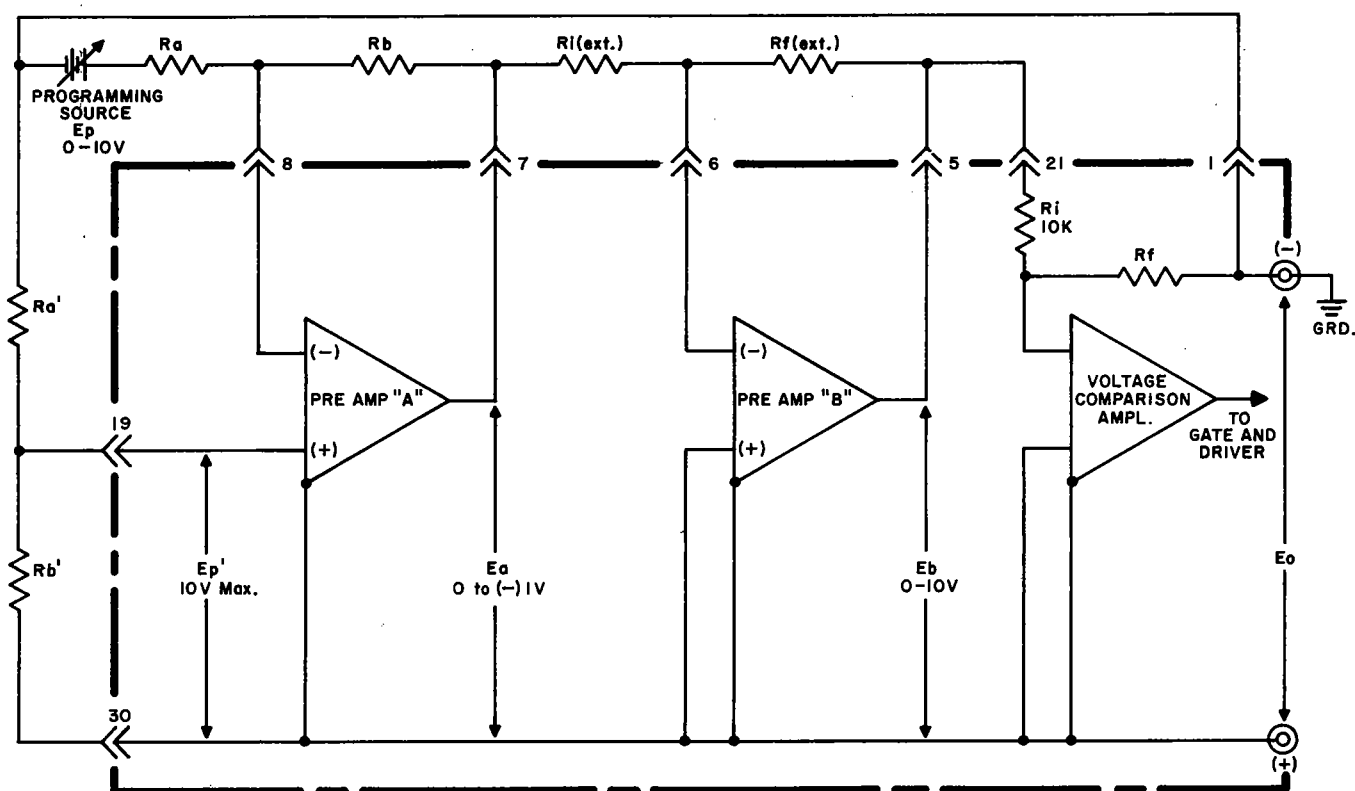 Ra
Rb
Ri(ext.)
Rf(ext.)
PROGRAMMING
SOURCE
Ep
0-10V
8
7
6
5
21
1
Ri
10K
(-)
Rf
GRD.
Ra'
(-)
PRE AMP "A"
(+)
(-)
PRE AMP "B"
(+)
VOLTAGE
COMPARISON
AMPL.
TO
GATE AND
DRIVER
19
Rb'
Ep'
10V Max.
Ea
0 to (-) 1V
Eb
0-10V
Eo
30
(+)